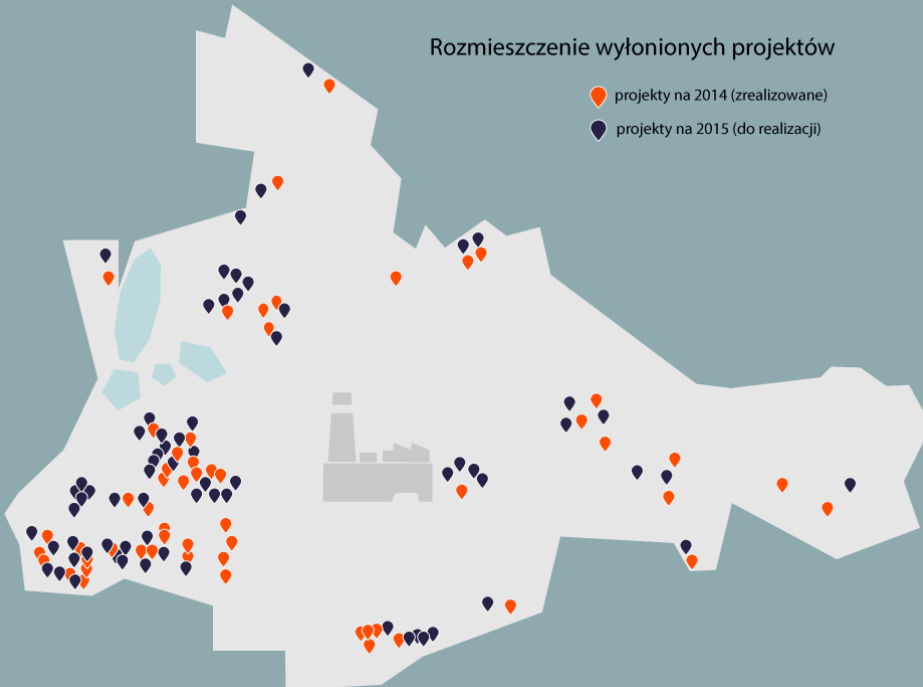 Rozmieszczenie wyłonionych projektów
projekty na 2014 (zrealizowane)
projekty na 2015 (do realizacji)